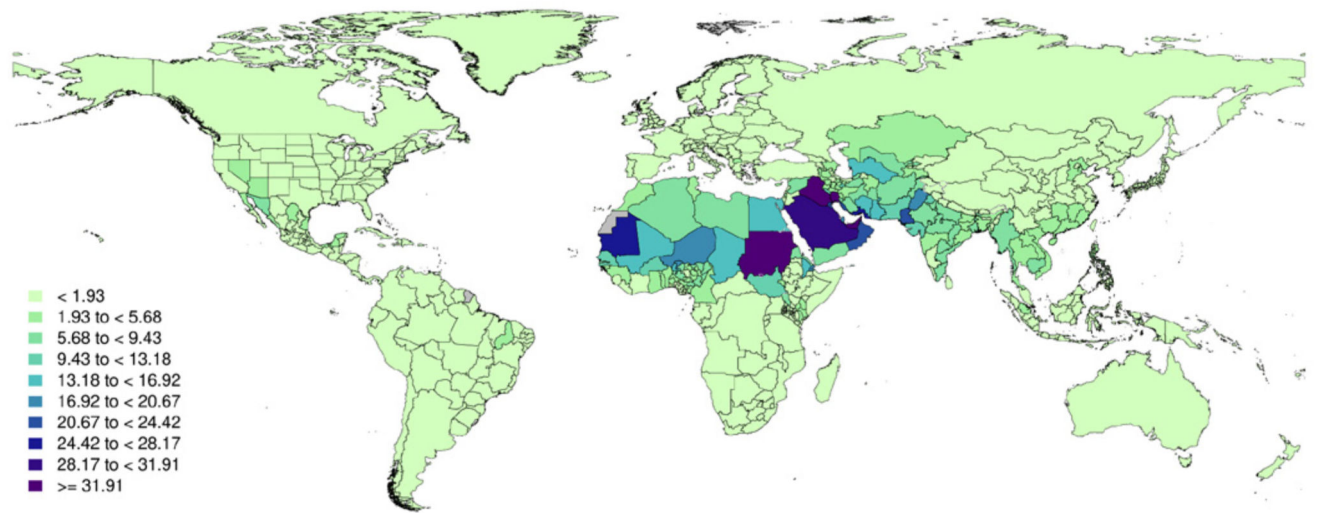 < 1.93
1.93 to < 5.68
5.68 to < 9.43
9.43 to < 13.18
13.18 to < 16.92
16.92 to < 20.67
20.67 to < 24.42
24.42 to < 28.17
28.17 to < 31.91
>= 31.91